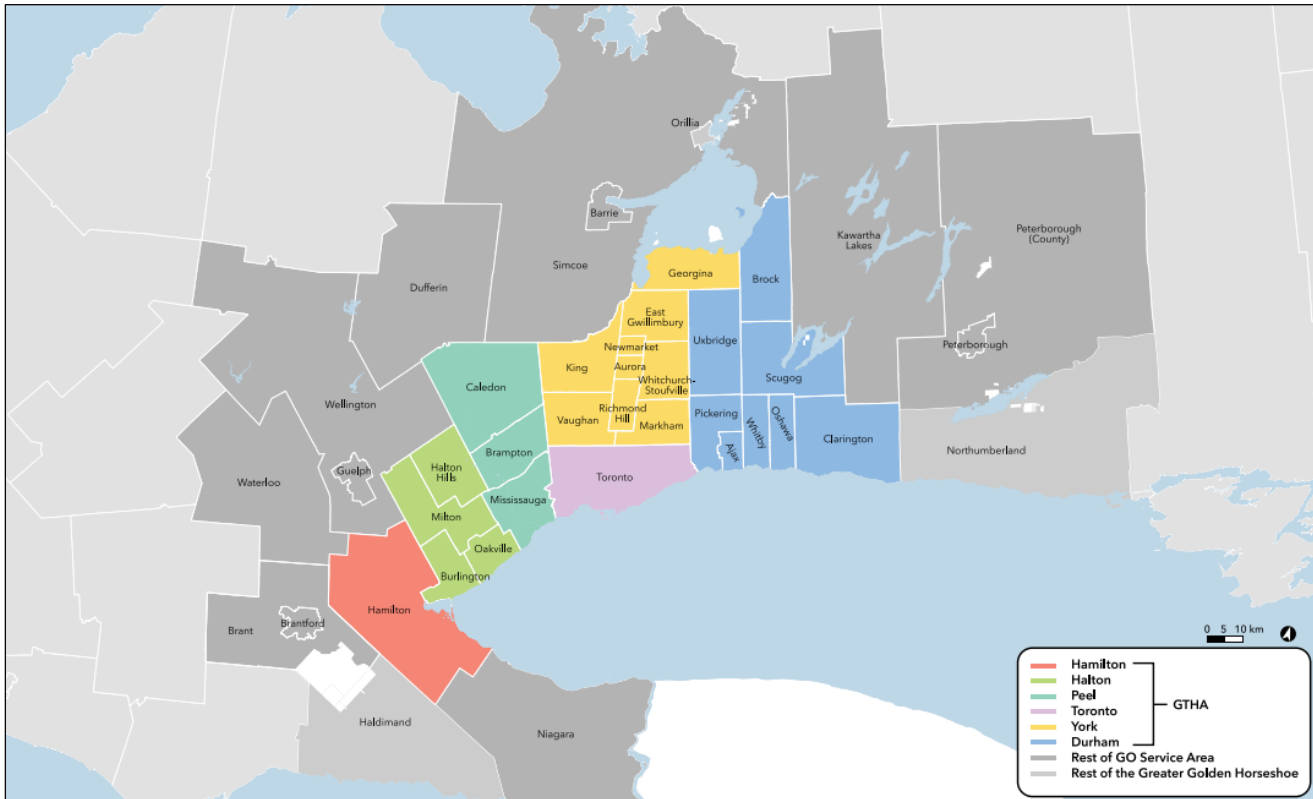 Orillia
Barrie
Simcoe
Dufferin
Kawartha
Lakes
Peterborough
(County)
Georgina
Brock
East
Gwillimbury
Uxbridge
Newmarket
Peterborough
King
Aurora
Scugog
Caledon
Whitchurch-
Stoufville
Wellington
Vaughan
Richmond
Hill
Markham
Pickering
Ajax
Whitby
Oshawa
Clarington
Northumberland
Brampton
Halton
Hills
Guelph
Waterloo
Toronto
Mississauga
Milton
Oakville
Burlington
Hamilton
Brant
Brantford
Haldimand
Niagara
0 5 10 km
Hamilton
Halton
Peel
Toronto
York
Durham
GTHA
Rest of GO Service Area
Rest of the Greater Golden Horseshoe